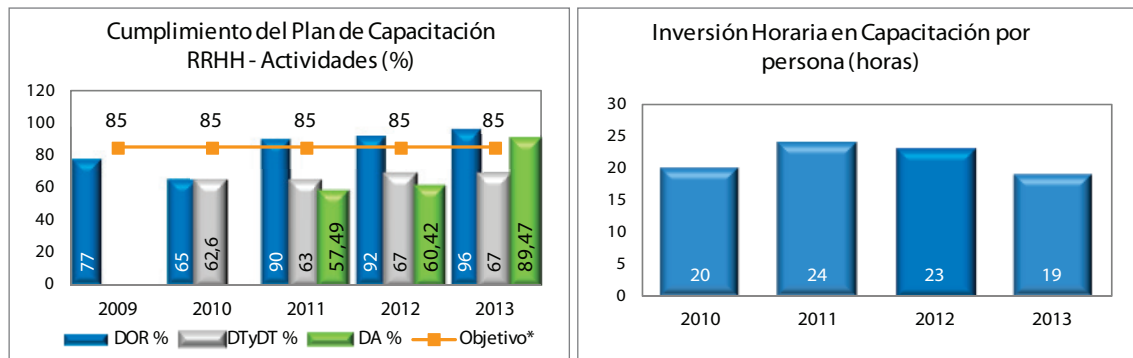 Cumplimiento del Plan de Capacitación
RRHH - Actividades (%)
120
100
80
60
40
20
0
85 85 85 85 85
77 65 62,6 90 63 57,49 92 67 60,42 96 67 89,47
2009 2010 2011 2012 2013
DOR % DTyDT % DA % Objetivo*
Inversión Horaria en Capacitación por
persona (horas)
30
25
20
15
10
5
0
20 24 23 19
2010 2011 2012 2013